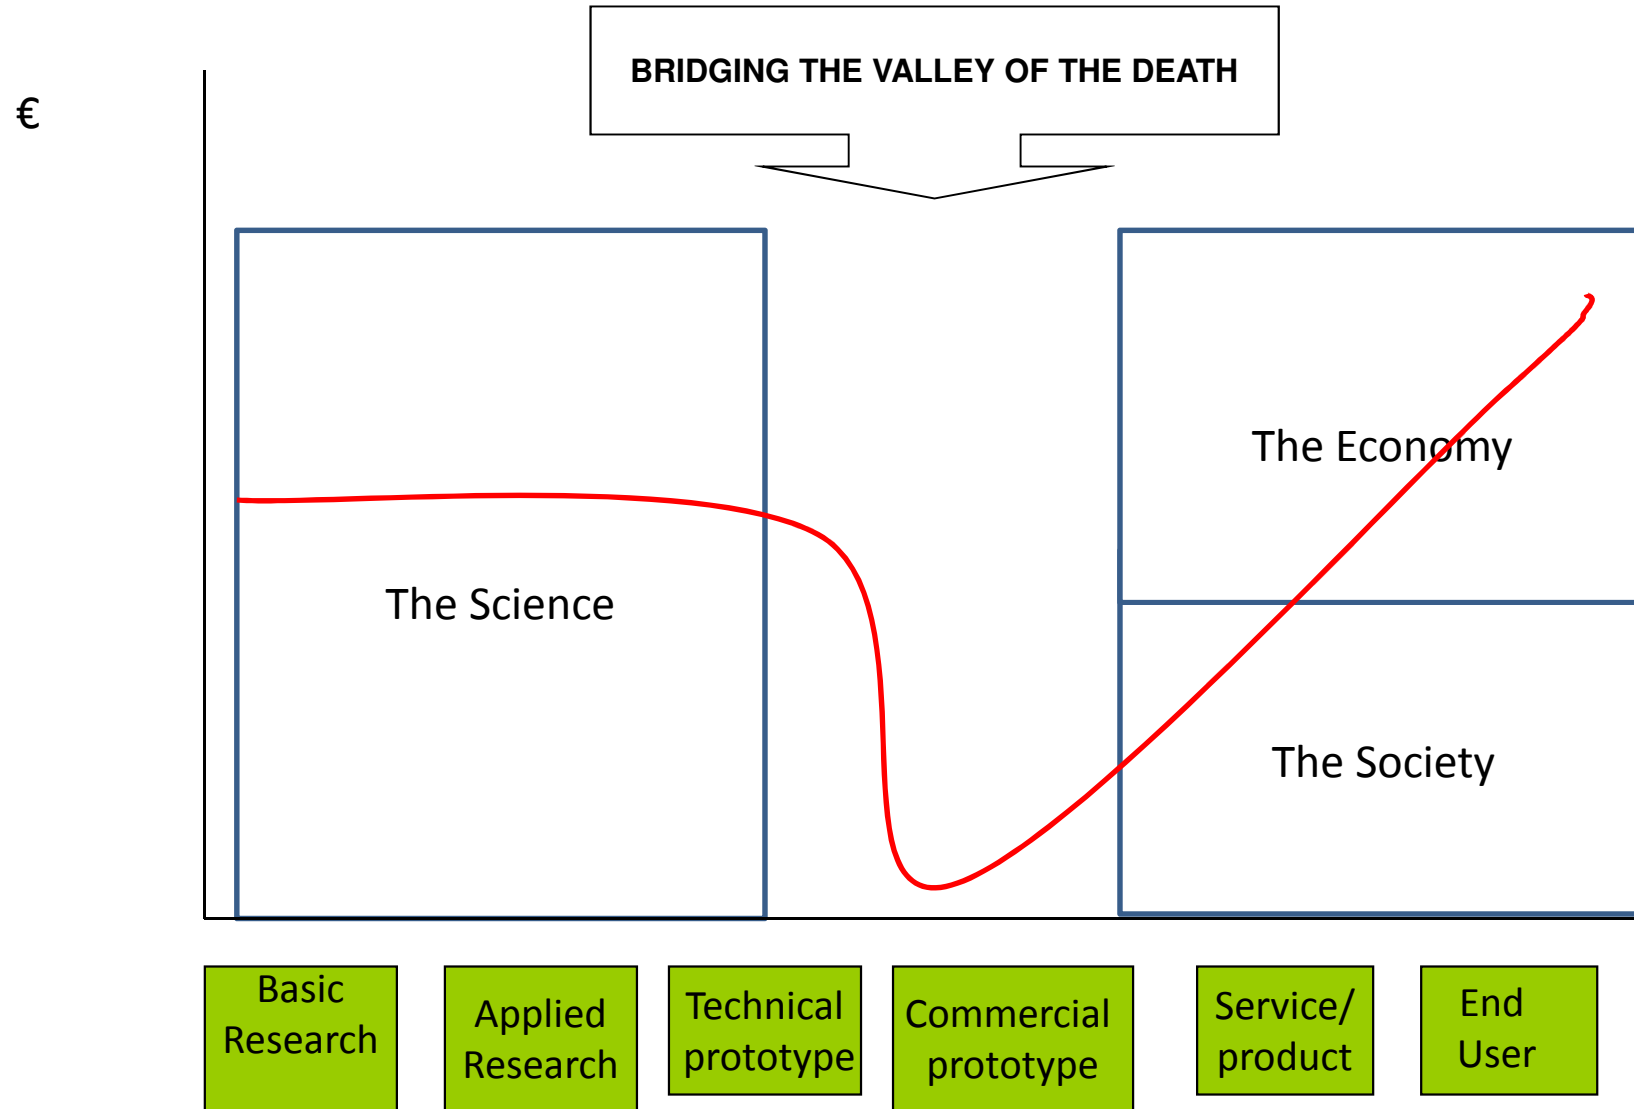 BRIDGING THE VALLEY OF THE DEATH
€
The Economy
The Science
The Society
Basic
Research
Applied
Research
Technical
prototype
Commercial
prototype
Service/
product
End
User